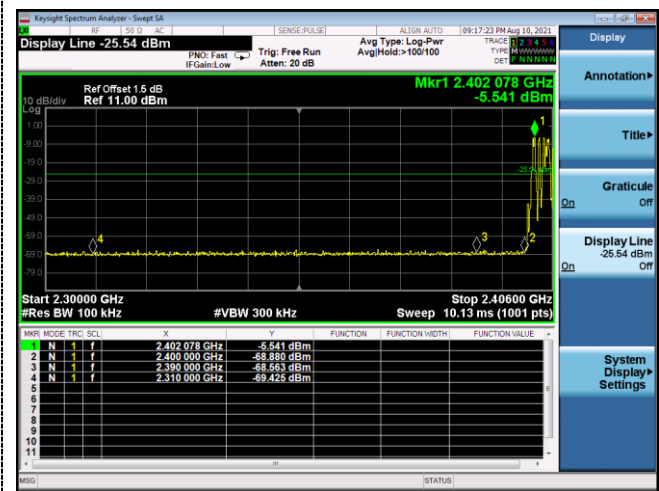 Keysight Spectrum Analyzer - Swept SA
LXI RF 50 Ω AC SENSE:PULSE ALIGN AUTO 09:17:23 PM Aug 10, 2021
Display Line -25.54 dBm
PNO: Fast
IFGain:Low
Trig: Free Run
Atten: 20 dB
Avg Type: Log-Pwr
Avg|Hold:>100/100
TRACE 1 2 3 4 5 6
TYPE M W W W W W
DET P N N N N N
Ref Offset 1.5 dB
10 dB/div Ref 11.00 dBm
Log
Mkr1 2.402 078 GHz
-5.541 dBm
1.00
-9.00
-19.0
-29.0
-39.0
-49.0
-59.0
-69.0
-79.0
1
-25.54 dBm
4
3
2
Start 2.30000 GHz Stop 2.40600 GHz
#Res BW 100 kHz #VBW 300 kHz Sweep 10.13 ms (1001 pts)
MKR MODE TRC SCL X Y FUNCTION FUNCTION WIDTH FUNCTION VALUE
1 N 1 f 2.402 078 GHz -5.541 dBm
2 N 1 f 2.400 000 GHz -68.880 dBm
3 N 1 f 2.390 000 GHz -68.563 dBm
4 N 1 f 2.310 000 GHz -69.425 dBm
5
6
7
8
9
10
11
MSG STATUS
Display
Annotation
Title
Graticule
On Off
Display Line
-25.54 dBm
On Off
System
Display
Settings